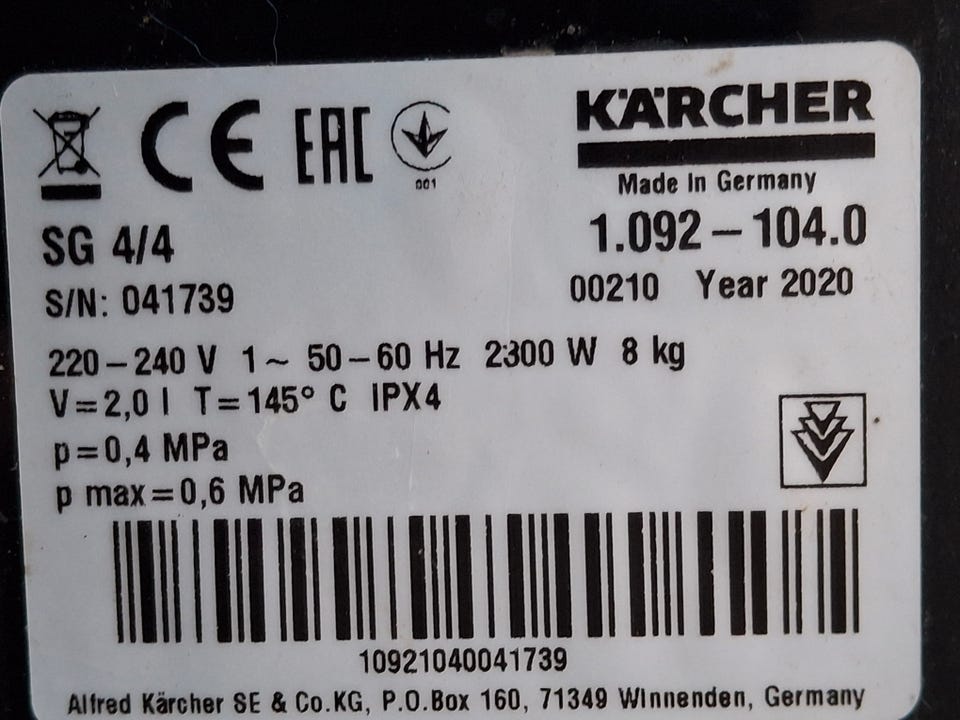 CE EAC 001
KÄRCHER
Made in Germany
SG 4/4
1.092-104.0
S/N: 041739
00210 Year 2020
220-240 V 1~ 50-60 Hz 2300 W 8 kg
V=2,0 l T=145° C IPX4
p=0,4 MPa
p max=0,6 MPa
10921040041739
Alfred Kärcher SE & Co.KG, P.O.Box 160, 71349 Winnenden, Germany